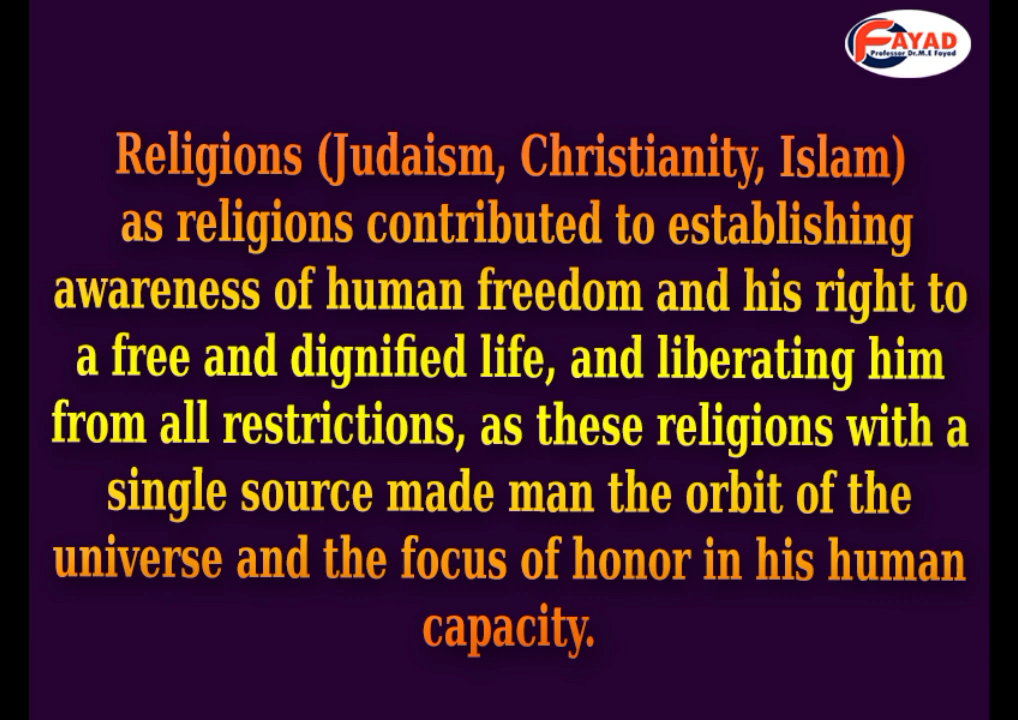 FAYAD
Professor Dr.M.E Fayad
Religions (Judaism, Christianity, Islam)
as religions contributed to establishing
awareness of human freedom and his right to
a free and dignified life, and liberating him
from all restrictions, as these religions with a
single source made man the orbit of the
universe and the focus of honor in his human
capacity.